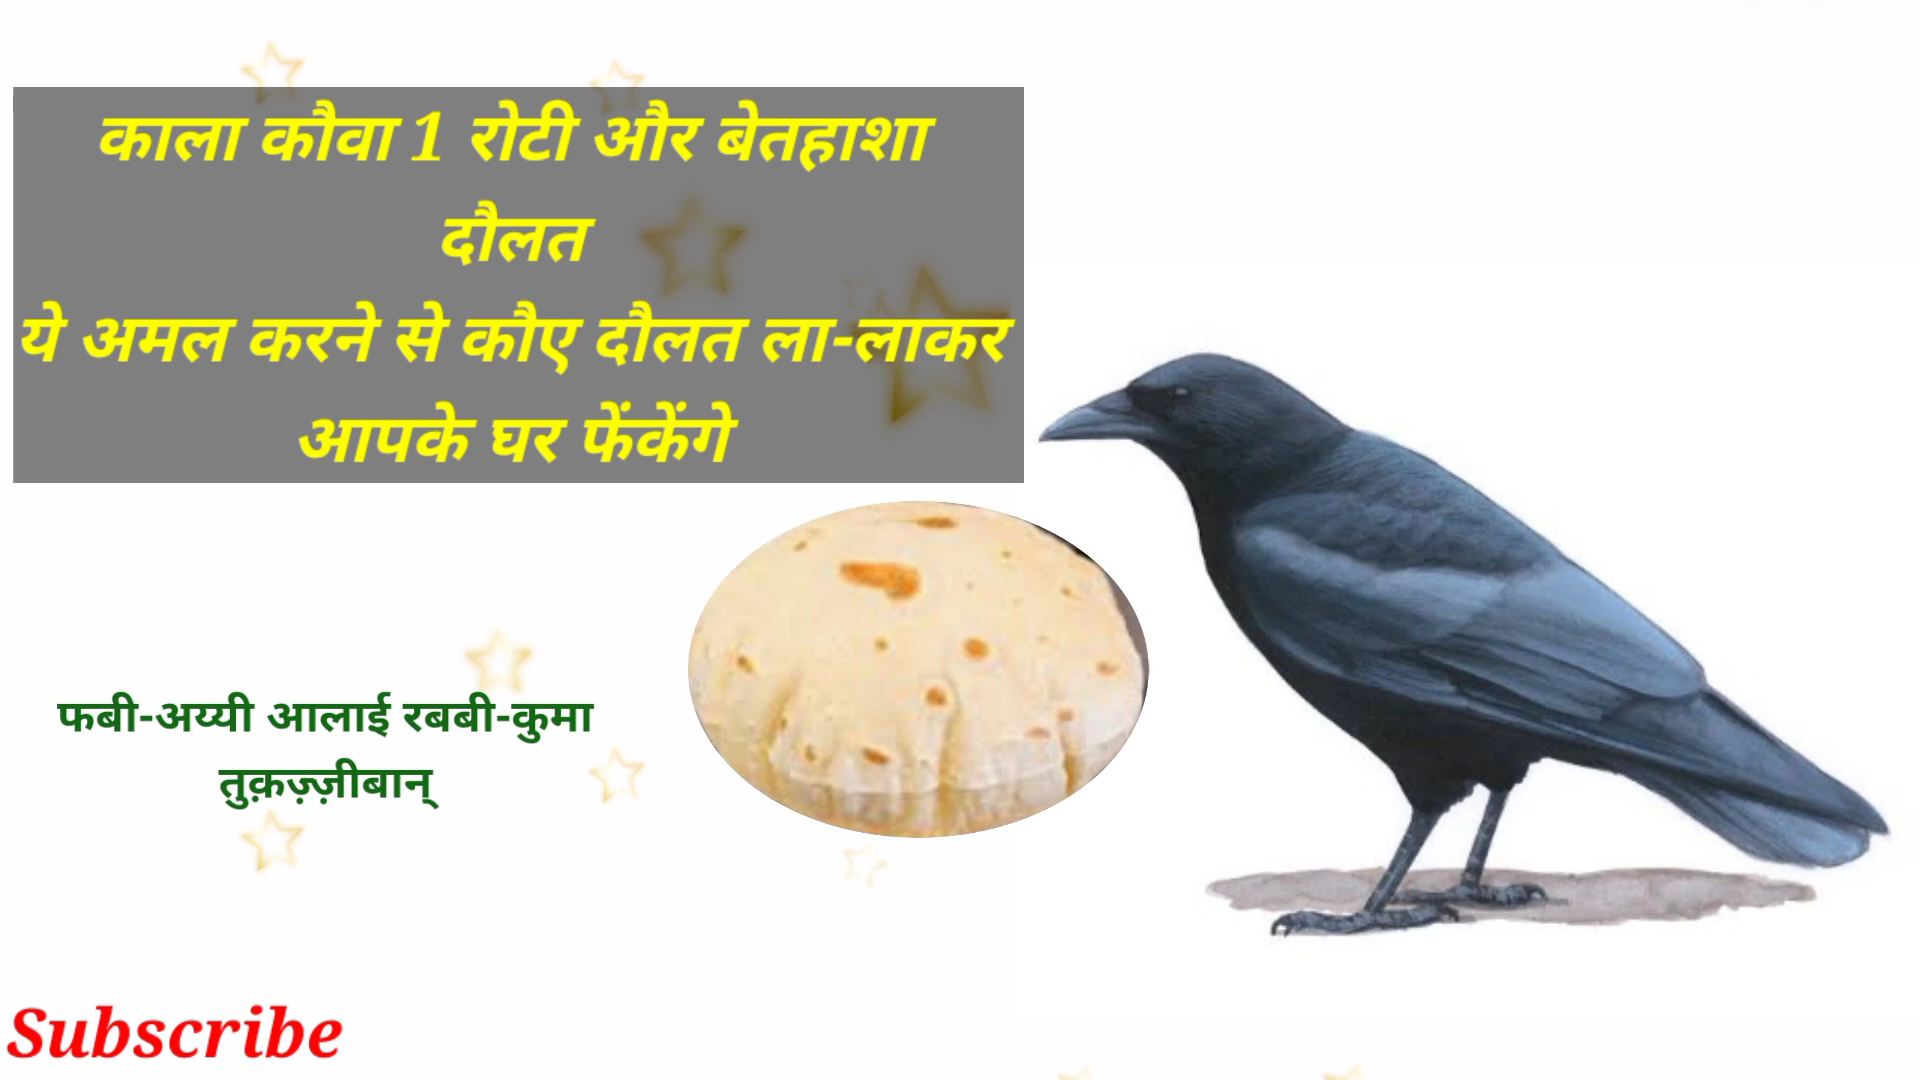 काला कौवा 1 रोटी और बेतहाशा
दौलत
ये अमल करने से कौए दौलत ला-लाकर
आपके घर फेंकेंगे
फबी-अय्यी आलाई रबबी-कुमा
तुक़ज़्ज़ीबान्
Subscribe